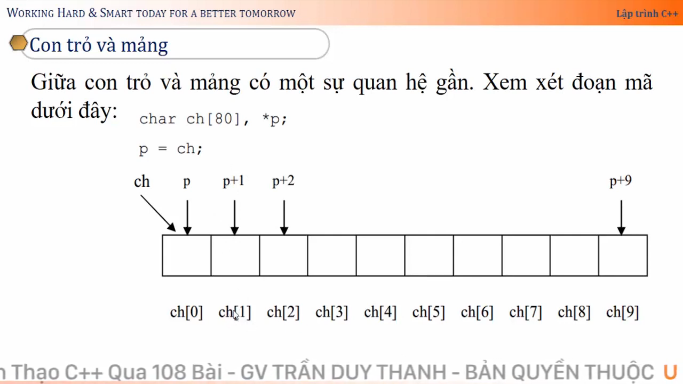 WORKING HARD & SMART TODAY FOR A BETTER TOMORROW
Lập trình C++
Con trỏ và mảng
Giữa con trỏ và mảng có một sự quan hệ gần. Xem xét đoạn mã
dưới đây:
char ch[80], *p;
p = ch;
ch p p+1 p+2 p+9
ch[0] ch[1] ch[2] ch[3] ch[4] ch[5] ch[6] ch[7] ch[8] ch[9]
Thạo C++ Qua 108 Bài - GV TRẦN DUY THANH - BẢN QUYỀN THUỘC U